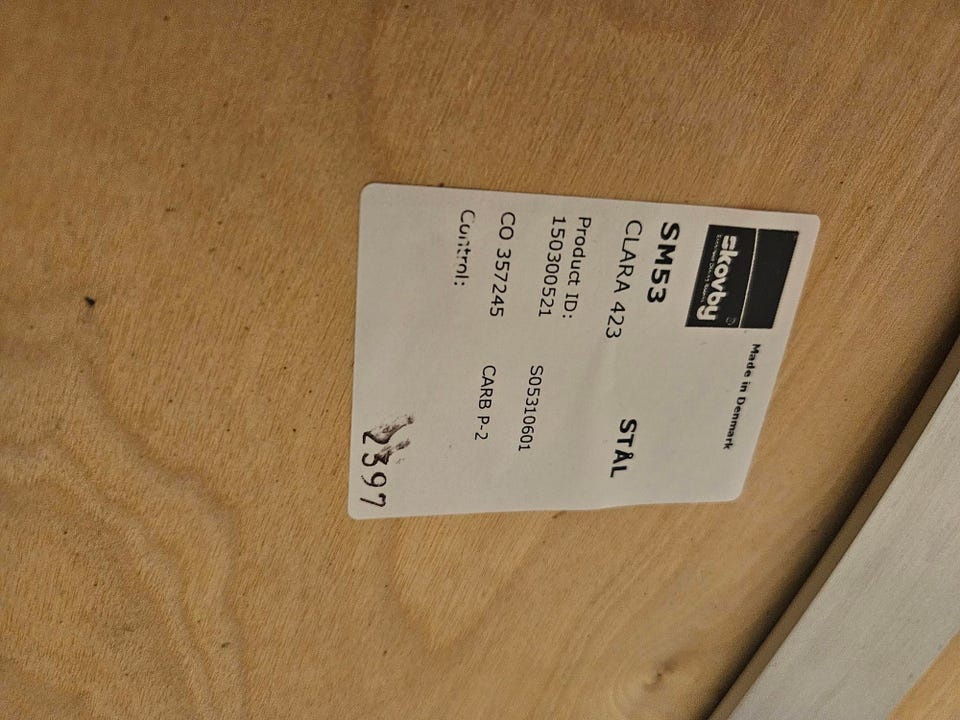 skovby®
Made in Denmark
SM53
CLARA 423 STÅL
Product ID:
150300521 S05310601
CO 357245 CARB P-2
Control:
2397